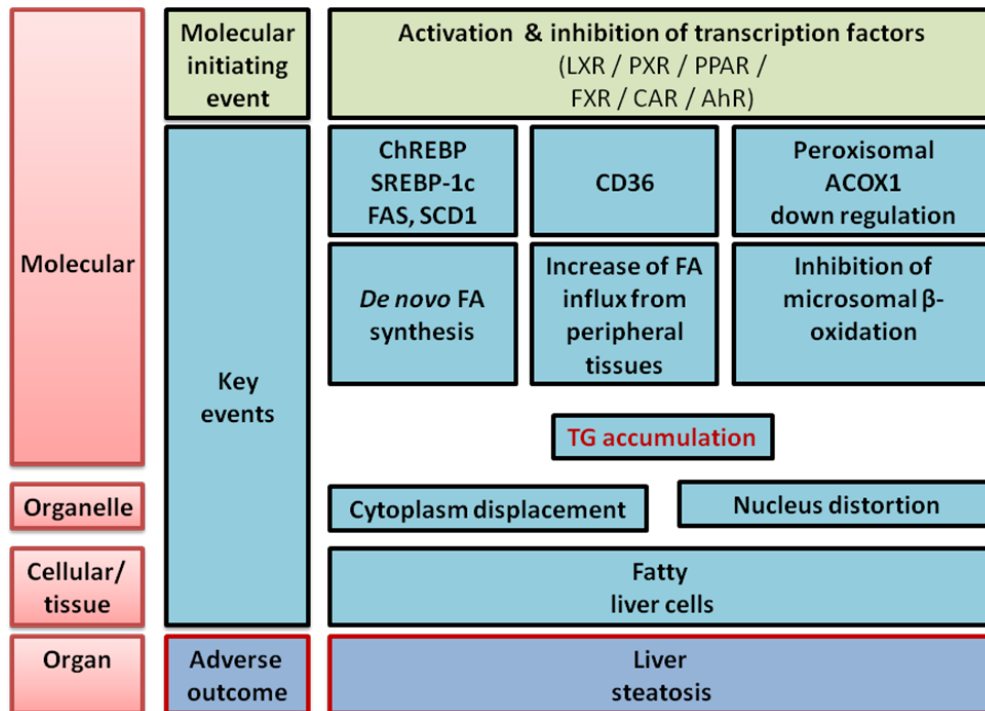 Molecular
initiating
event
Activation & inhibition of transcription factors
(LXR / PXR / PPAR /
FXR / CAR / AhR)
Molecular
Key
events
ChREBP
SREBP-1c
FAS, SCD1
CD36
Peroxisomal
ACOX1
down regulation
De novo FA
synthesis
Increase of FA
influx from
peripheral
tissues
Inhibition of
microsomal β-
oxidation
TG accumulation
Organelle
Cytoplasm displacement
Nucleus distortion
Cellular/
tissue
Fatty
liver cells
Organ
Adverse
outcome
Liver
steatosis